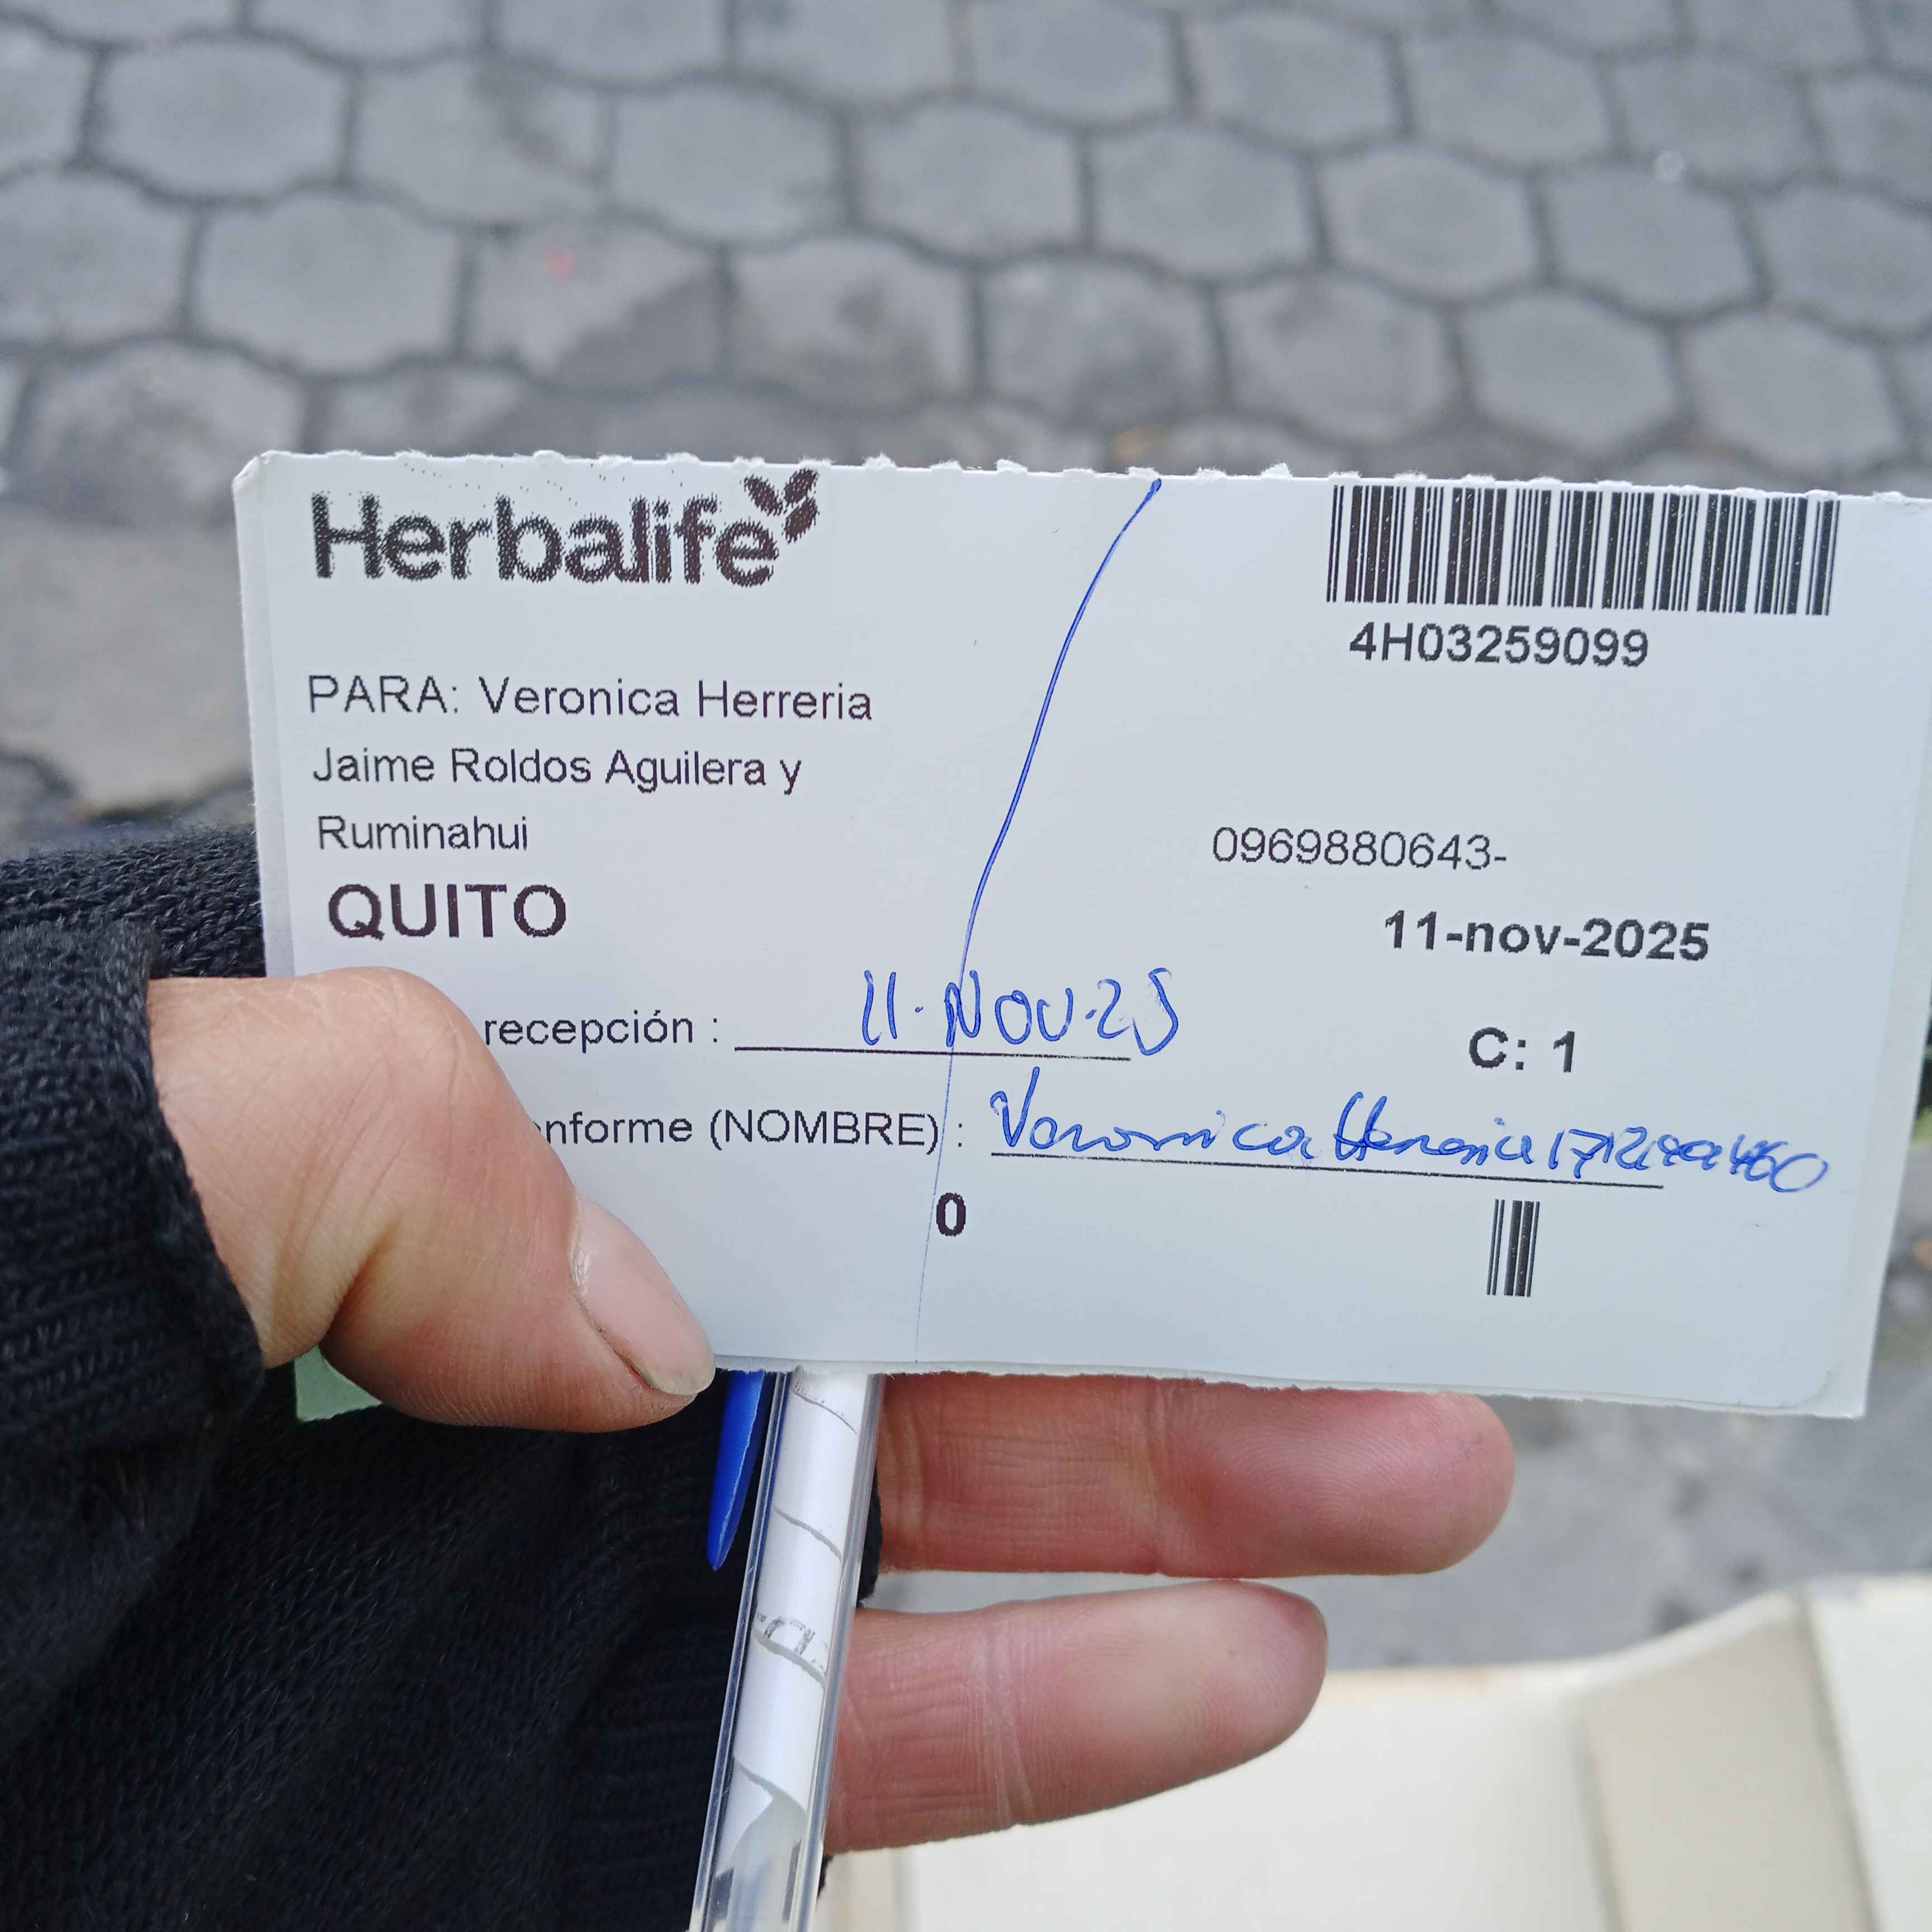 Herbalife
4H03259099
PARA: Veronica Herreria
Jaime Roldos Aguilera y
Ruminahui
0969880643-
QUITO
11-nov-2025
recepción : 11-NOV-25
C: 1
onforme (NOMBRE) : Veronica Herreria
0